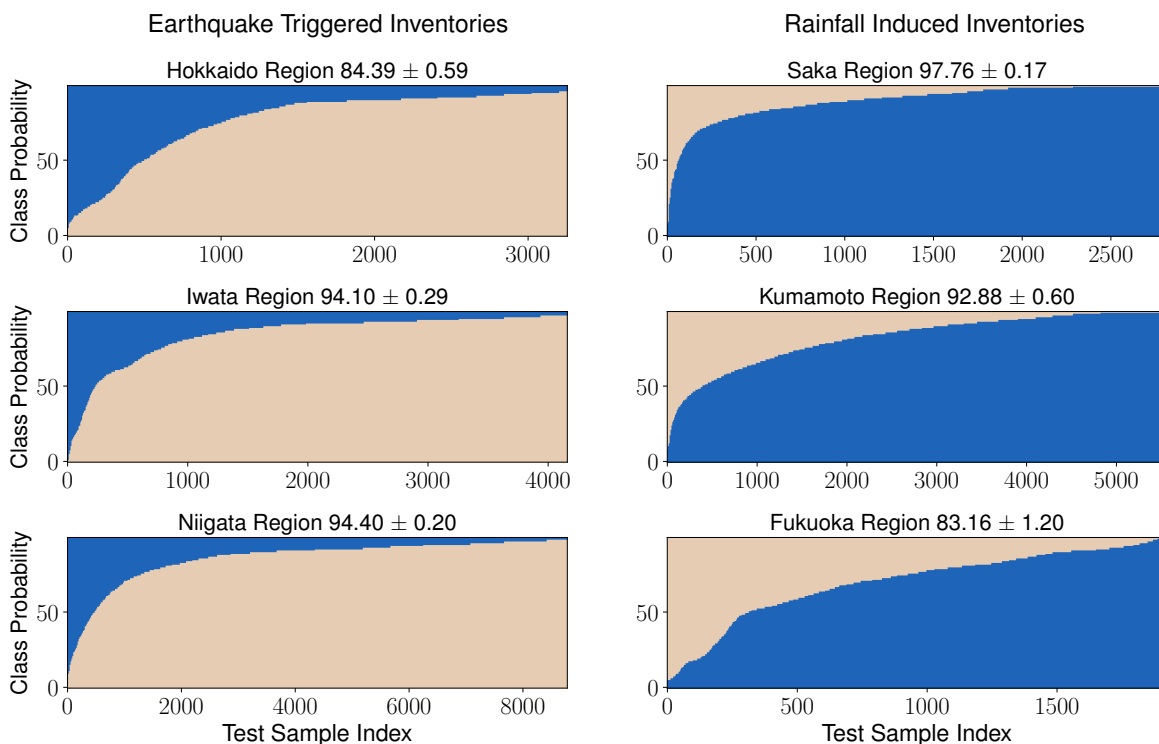 Earthquake Triggered Inventories
Rainfall Induced Inventories
Hokkaido Region 84.39 ± 0.59
Class Probability
50
0
0 1000 2000 3000
Saka Region 97.76 ± 0.17
50
0
0 500 1000 1500 2000 2500
Iwata Region 94.10 ± 0.29
Class Probability
50
0
0 1000 2000 3000 4000
Kumamoto Region 92.88 ± 0.60
50
0
0 1000 2000 3000 4000 5000
Niigata Region 94.40 ± 0.20
Class Probability
50
0
0 2000 4000 6000 8000
Test Sample Index
Fukuoka Region 83.16 ± 1.20
50
0
0 500 1000 1500
Test Sample Index